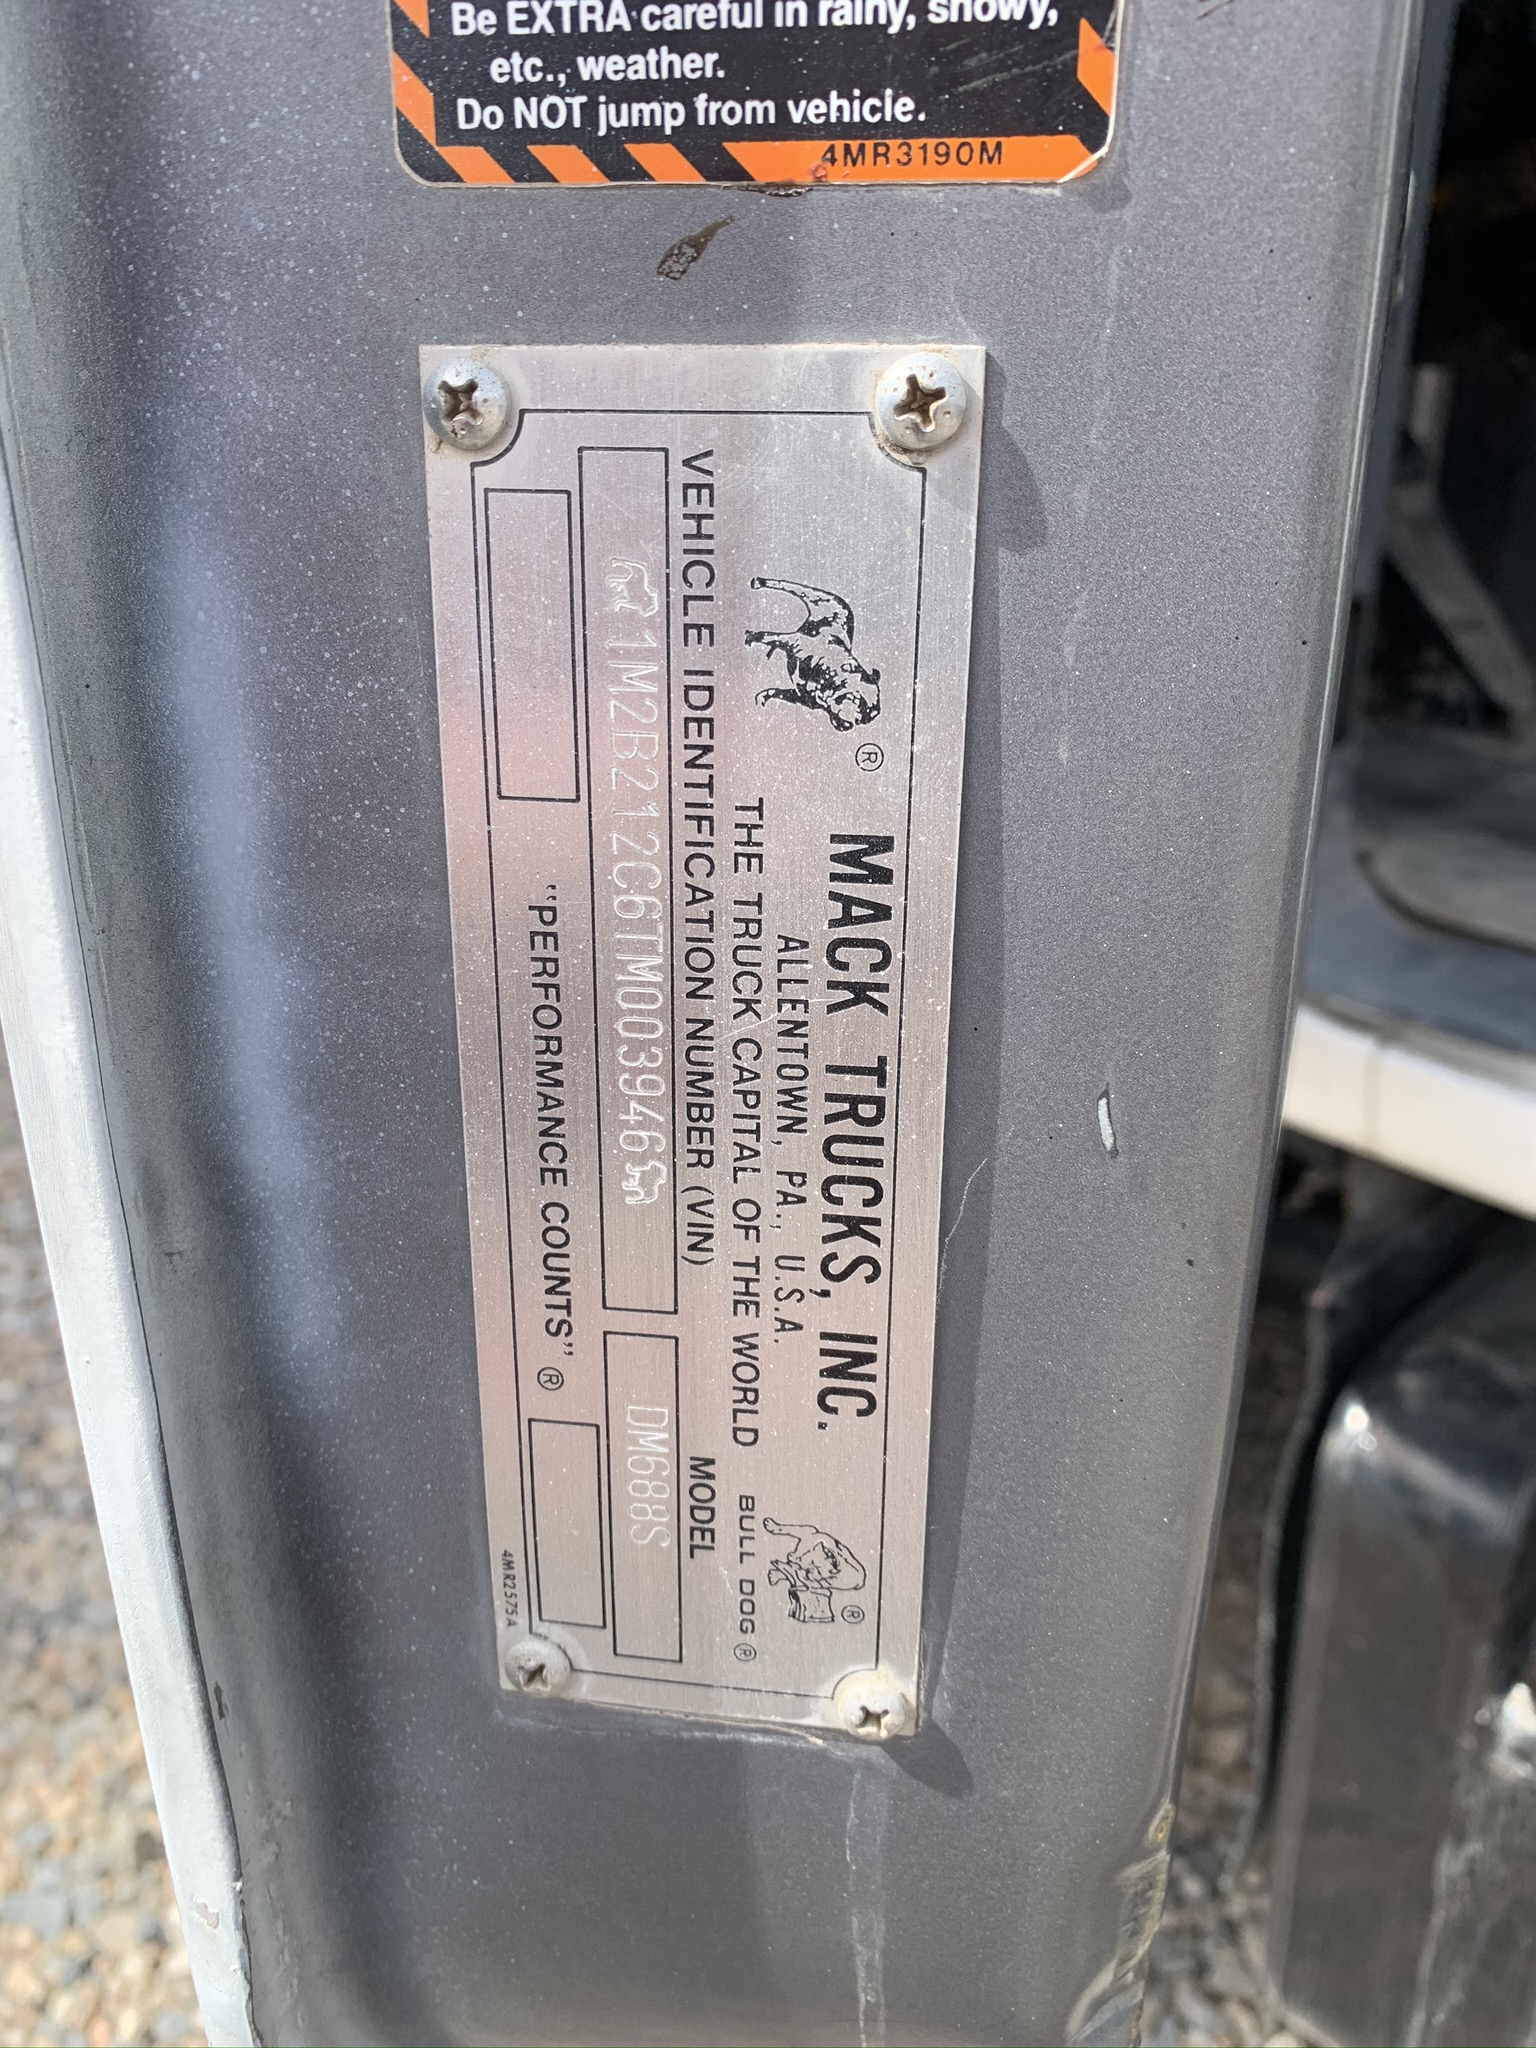 Be EXTRA careful in rainy, snowy,
etc., weather.
Do NOT jump from vehicle.
4MR3190M
® MACK TRUCKS, INC.
ALLENTOWN, PA., U.S.A.
THE TRUCK CAPITAL OF THE WORLD
BULL DOG ®
®
VEHICLE IDENTIFICATION NUMBER (VIN)
MODEL
1M2B212C6TM003946
DM688S
"PERFORMANCE COUNTS" ®
4MR2575A